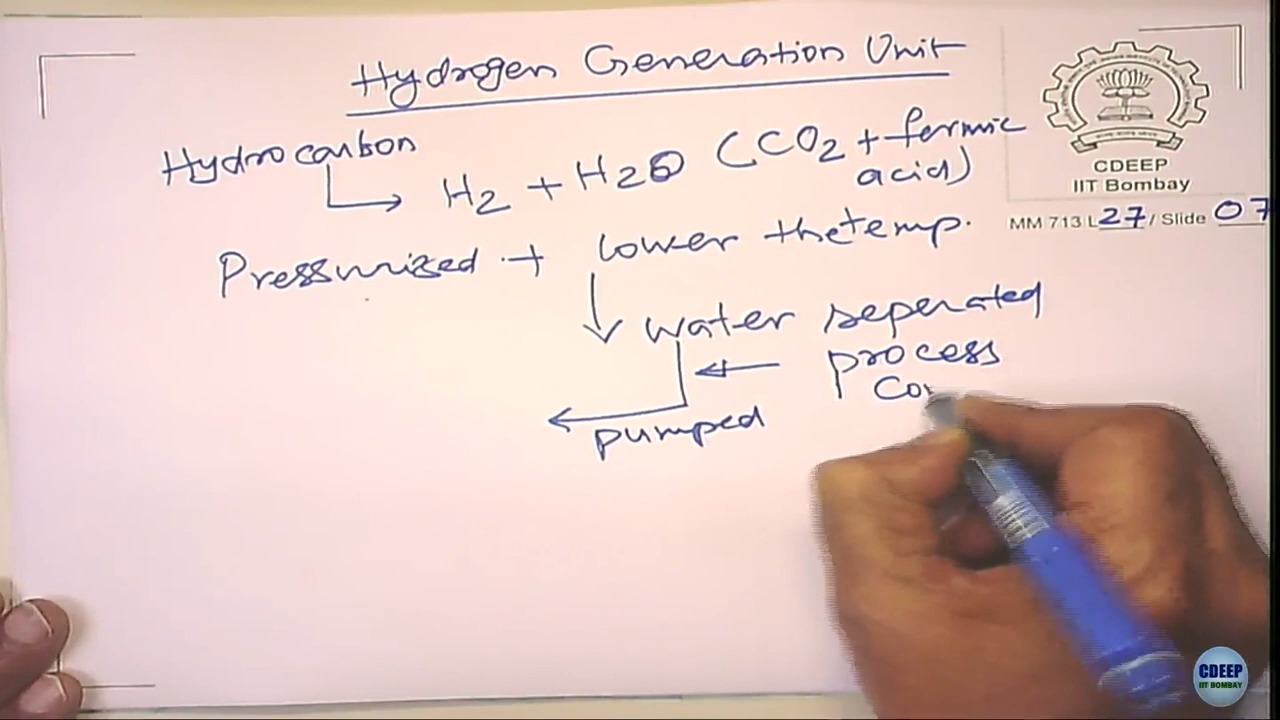 Hydrogen Generation Unit
Hydrocarbon
H2 + H2O (CO2 + formic
acid)
Pressurized + lower the temp.
water seperated
process
pumped
CDEEP
IIT Bombay
MM 713 L 27 / Slide 07
CDEEP
IIT BOMBAY